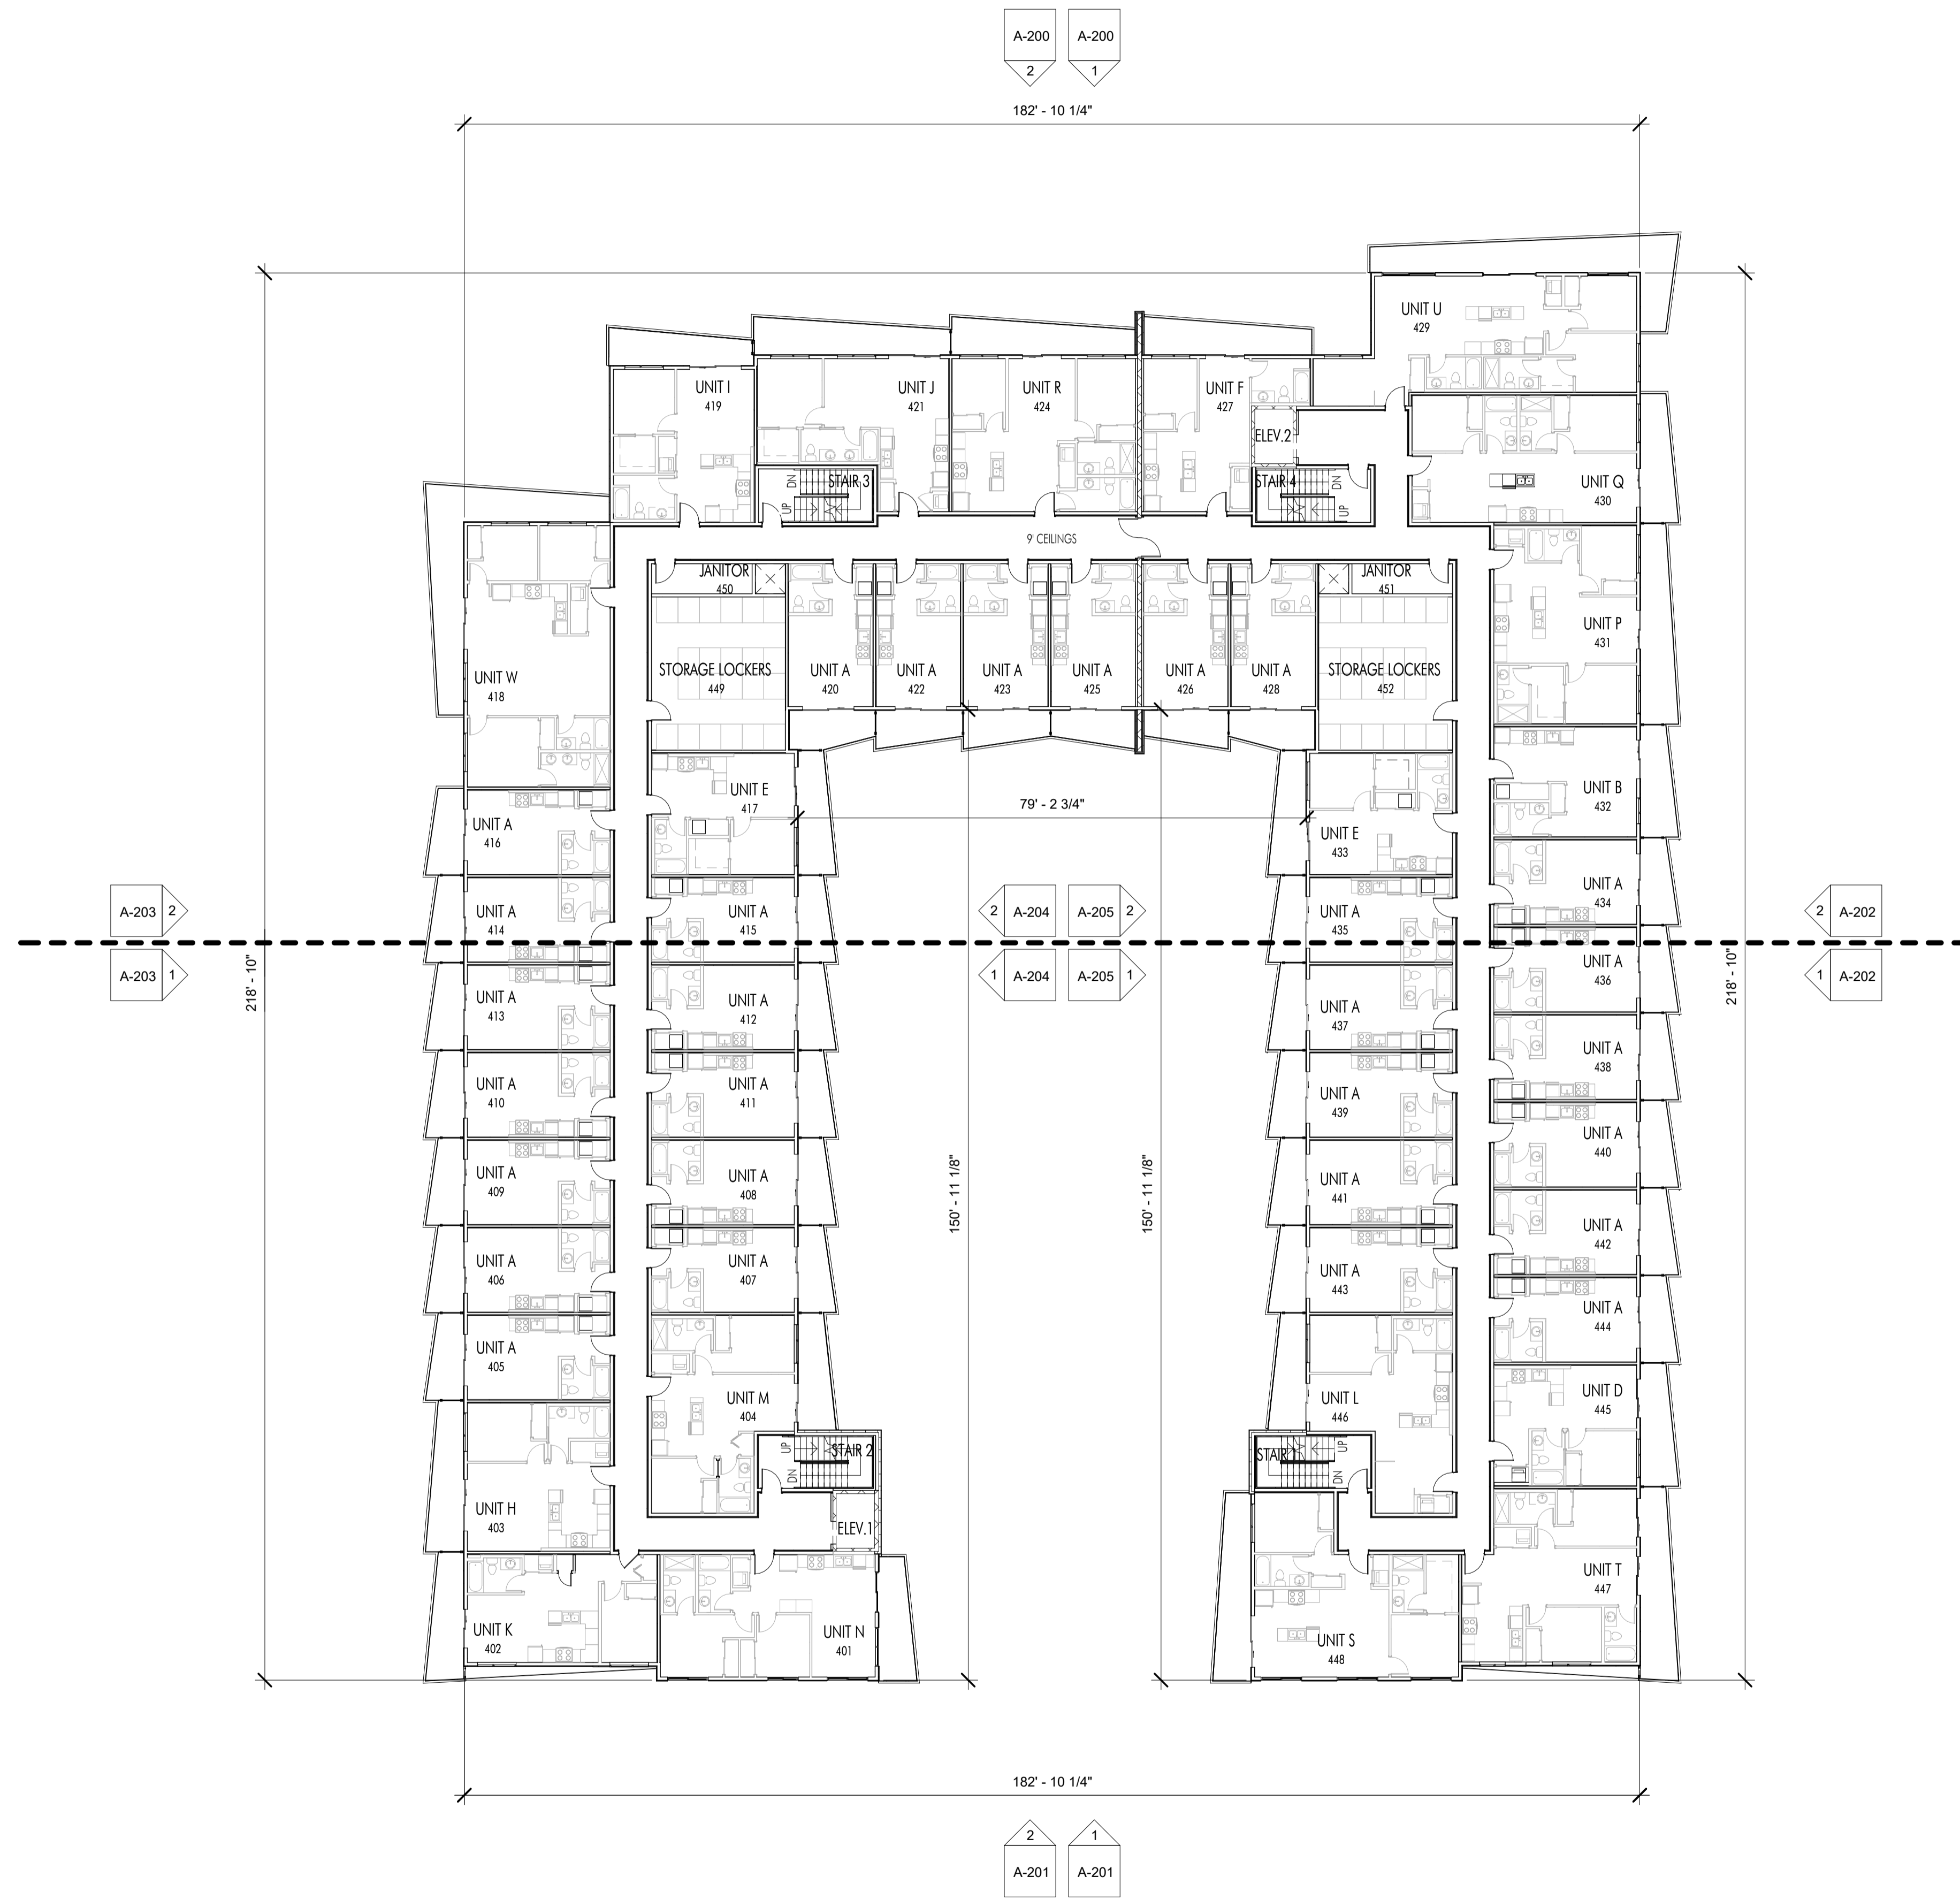 A-200
A-200
2
1
182' - 10 1/4"
UNIT U
429
UNIT I
419
UNIT J
421
UNIT R
424
UNIT F
427
ELEV.2
UNIT Q
430
DN
UP
STAIR 3
STAIR 4
DN
UP
9' CEILINGS
JANITOR
450
JANITOR
451
UNIT P
431
UNIT W
418
STORAGE LOCKERS
449
UNIT A
420
UNIT A
422
UNIT A
423
UNIT A
425
UNIT A
426
UNIT A
428
STORAGE LOCKERS
452
UNIT E
417
79' - 2 3/4"
UNIT B
432
UNIT A
416
UNIT E
433
UNIT A
434
A-203
2
UNIT A
414
UNIT A
415
2
A-204
A-205
2
UNIT A
435
2
A-202
218' - 10"
A-203
1
UNIT A
413
UNIT A
412
1
A-204
A-205
1
UNIT A
437
UNIT A
436
218' - 10"
1
A-202
UNIT A
410
UNIT A
411
UNIT A
439
UNIT A
438
UNIT A
409
UNIT A
408
150' - 11 1/8"
150' - 11 1/8"
UNIT A
441
UNIT A
440
UNIT A
406
UNIT A
407
UNIT A
443
UNIT A
442
UNIT A
405
UNIT A
444
UNIT M
404
UNIT L
446
UNIT D
445
UP
DN
STAIR 2
STAIR 1
UP
DN
UNIT H
403
ELEV.1
UNIT T
447
UNIT K
402
UNIT N
401
UNIT S
448
182' - 10 1/4"
2
1
A-201
A-201